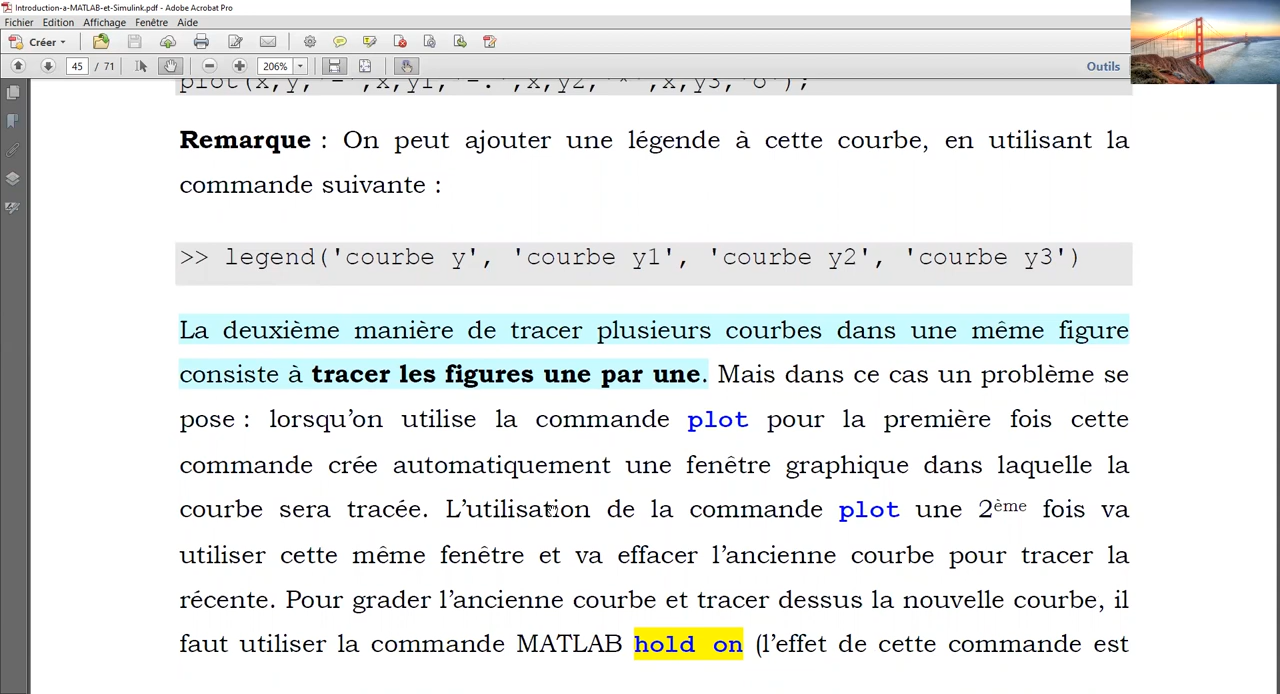 Introduction-a-MATLAB-et-Simulink.pdf - Adobe Acrobat Pro
Fichier Edition Affichage Fenêtre Aide
Créer
45 / 71 206% Outils
plot(x,y,'-',x,y1,'-.',x,y2,'*',x,y3,'o');
Remarque : On peut ajouter une légende à cette courbe, en utilisant la
commande suivante :
>> legend('courbe y', 'courbe y1', 'courbe y2', 'courbe y3')
La deuxième manière de tracer plusieurs courbes dans une même figure
consiste à tracer les figures une par une. Mais dans ce cas un problème se
pose : lorsqu’on utilise la commande plot pour la première fois cette
commande crée automatiquement une fenêtre graphique dans laquelle la
courbe sera tracée. L’utilisation de la commande plot une 2ème fois va
utiliser cette même fenêtre et va effacer l’ancienne courbe pour tracer la
récente. Pour grader l’ancienne courbe et tracer dessus la nouvelle courbe, il
faut utiliser la commande MATLAB hold on (l’effet de cette commande est